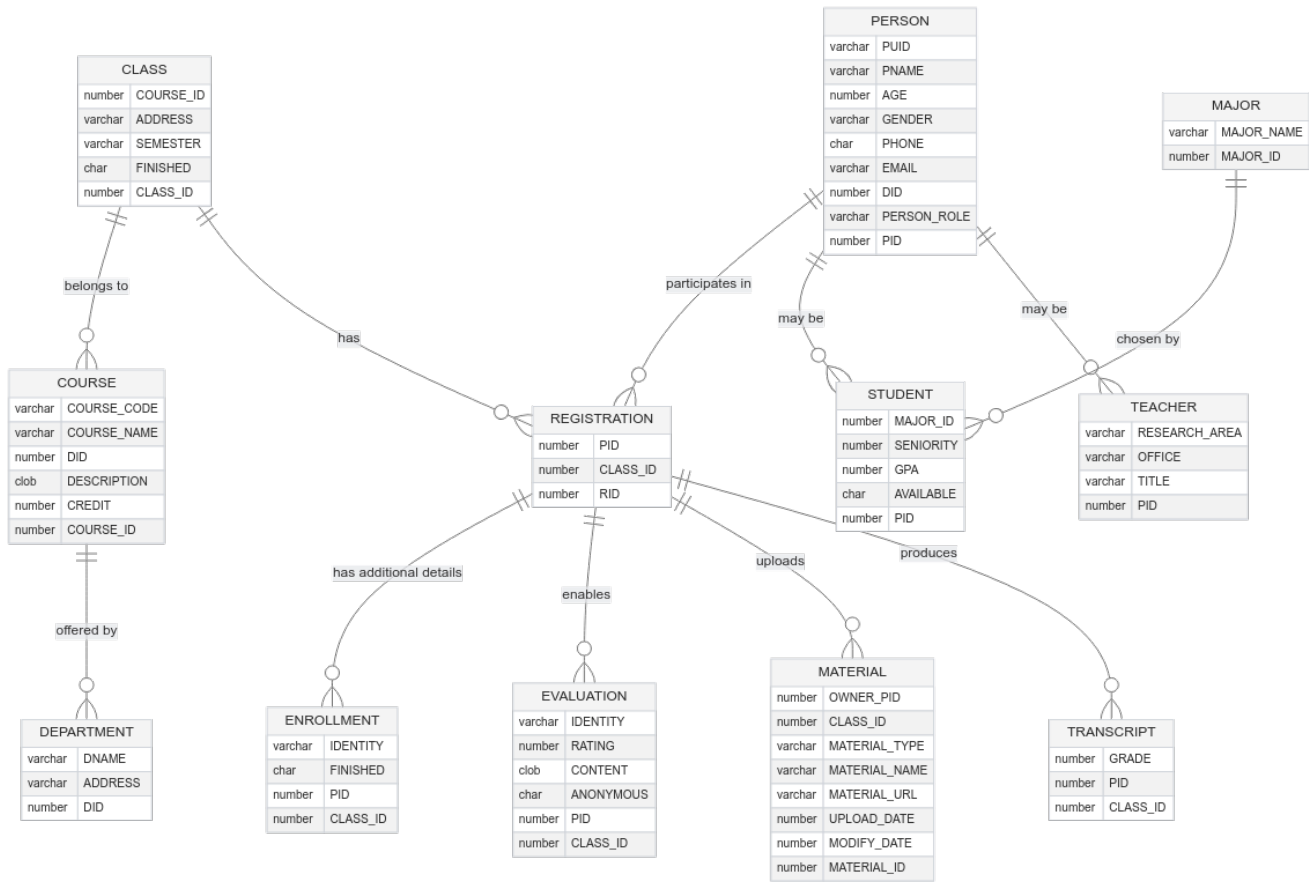 PERSON
varchar PUID
varchar PNAME
number AGE
varchar GENDER
char PHONE
varchar EMAIL
number DID
varchar PERSON_ROLE
number PID
CLASS
number COURSE_ID
varchar ADDRESS
varchar SEMESTER
char FINISHED
number CLASS_ID
MAJOR
varchar MAJOR_NAME
number MAJOR_ID
belongs to
has
participates in
may be
may be
chosen by
COURSE
varchar COURSE_CODE
varchar COURSE_NAME
number DID
clob DESCRIPTION
number CREDIT
number COURSE_ID
REGISTRATION
number PID
number CLASS_ID
number RID
STUDENT
number MAJOR_ID
number SENIORITY
number GPA
char AVAILABLE
number PID
TEACHER
varchar RESEARCH_AREA
varchar OFFICE
varchar TITLE
number PID
offered by
has additional details
enables
uploads
produces
DEPARTMENT
varchar DNAME
varchar ADDRESS
number DID
ENROLLMENT
varchar IDENTITY
char FINISHED
number PID
number CLASS_ID
EVALUATION
varchar IDENTITY
number RATING
clob CONTENT
char ANONYMOUS
number PID
number CLASS_ID
MATERIAL
number OWNER_PID
number CLASS_ID
varchar MATERIAL_TYPE
varchar MATERIAL_NAME
varchar MATERIAL_URL
number UPLOAD_DATE
number MODIFY_DATE
number MATERIAL_ID
TRANSCRIPT
number GRADE
number PID
number CLASS_ID